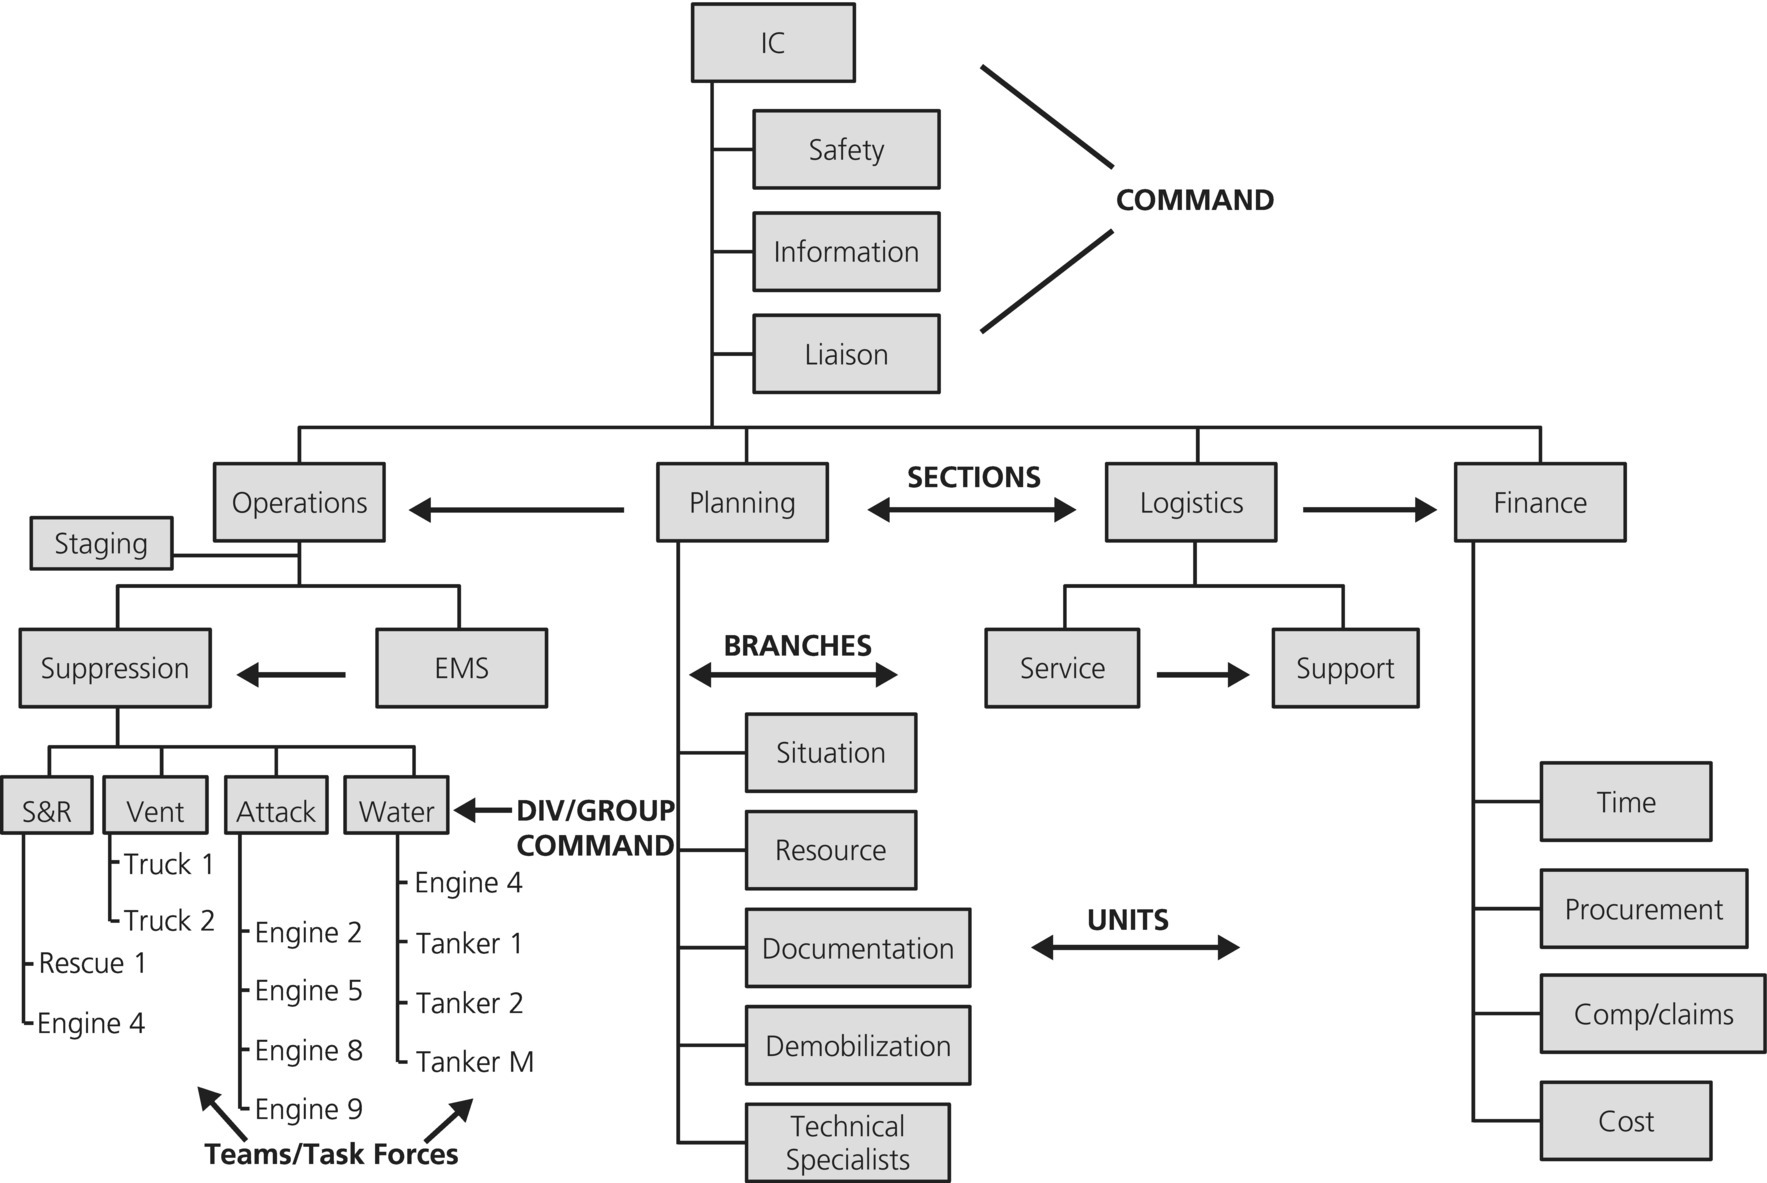 IC
Safety
COMMAND
Information
Liaison
SECTIONS
Operations
Planning
Logistics
Finance
Staging
BRANCHES
Suppression
EMS
Service
Support
Situation
S&R
Vent
Attack
Water
DIV/GROUP
COMMAND
Time
Resource
Truck 1
Truck 2
Rescue 1
Engine 4
Engine 2
Engine 5
Engine 8
Engine 9
Engine 4
Tanker 1
Tanker 2
Tanker M
Teams/Task Forces
Documentation
UNITS
Procurement
Demobilization
Comp/claims
Technical
Specialists
Cost